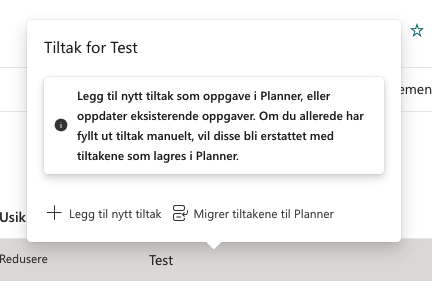 Tiltak for Test
Legg til nytt tiltak som oppgave i Planner, eller
oppdater eksisterende oppgaver. Om du allerede har
fyllt ut tiltak manuelt, vil disse bli erstattet med
tiltakene som lagres i Planner.
Legg til nytt tiltak Migrer tiltakene til Planner
Redusere Test